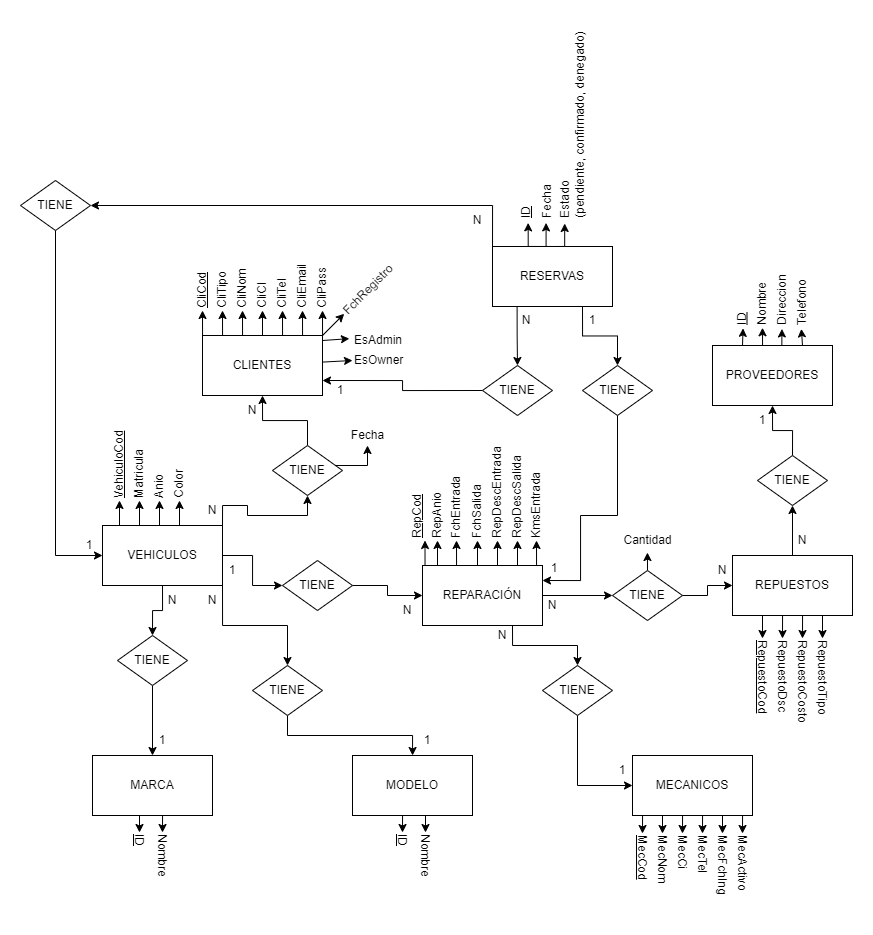 ID
Fecha
Estado
(pendiente, confirmado, denegado)
TIENE
N
RESERVAS
CliCod
CliTipo
CliNom
CliCI
CliTel
CliEmail
CliPass
FchRegistro
EsAdmin
EsOwner
CLIENTES
N
1
ID
Nombre
Direccion
Telefono
PROVEEDORES
1
TIENE
TIENE
N
1
Fecha
TIENE
TIENE
VehiculoCod
Matricula
Anio
Color
N
1
VEHICULOS
1
TIENE
N
RepCod
RepAnio
FchEntrada
FchSalida
RepDescEntrada
RepDescSalida
KmsEntrada
1
REPARACIÓN
N
Cantidad
TIENE
N
N
REPUESTOS
RepuestoCod
RepuestoDsc
RepuestoCosto
RepuestoTipo
N
N
N
TIENE
TIENE
TIENE
1
1
1
MARCA
MODELO
MECANICOS
ID
Nombre
ID
Nombre
MecCod
MecNom
MecCi
MecTel
MecFchIng
MecActivo